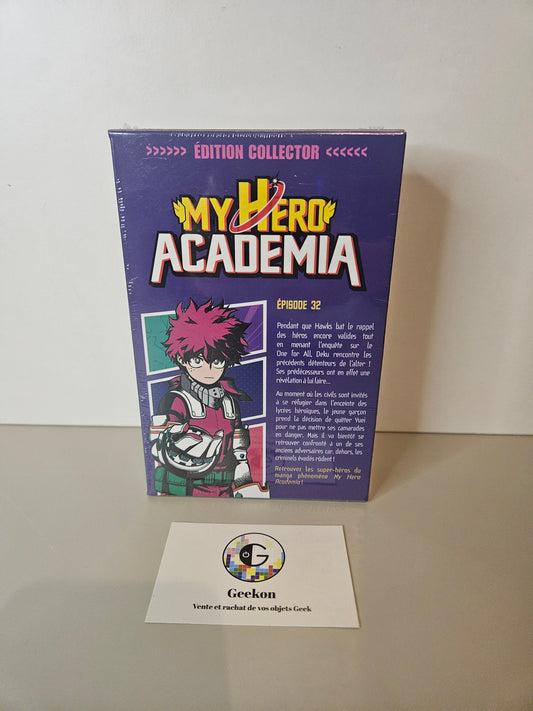 >>>>>> ÉDITION COLLECTOR <<<<<<
MY HERO
ACADEMIA
ÉPISODE 32
Pendant que Hawks bat le rappel
des héros encore valides tout
en menant l'enquête sur le
One for All, Deku rencontre les
précédents détenteurs de l'alter !
Ses prédécesseurs ont en effet une
révélation à lui faire...
Au moment où les civils sont invités
à se réfugier dans l'enceinte des
lycées héroïques, le jeune garçon
prend la décision de quitter Yuei
pour ne pas mettre ses camarades
en danger. Mais il va bientôt se
retrouver confronté à un de ses
anciens adversaires car, dehors, les
criminels évadés rôdent !
Retrouvez les super-héros du
manga phénomène My Hero
Academia !
G
Geekon
Vente et rachat de vos objets Geek